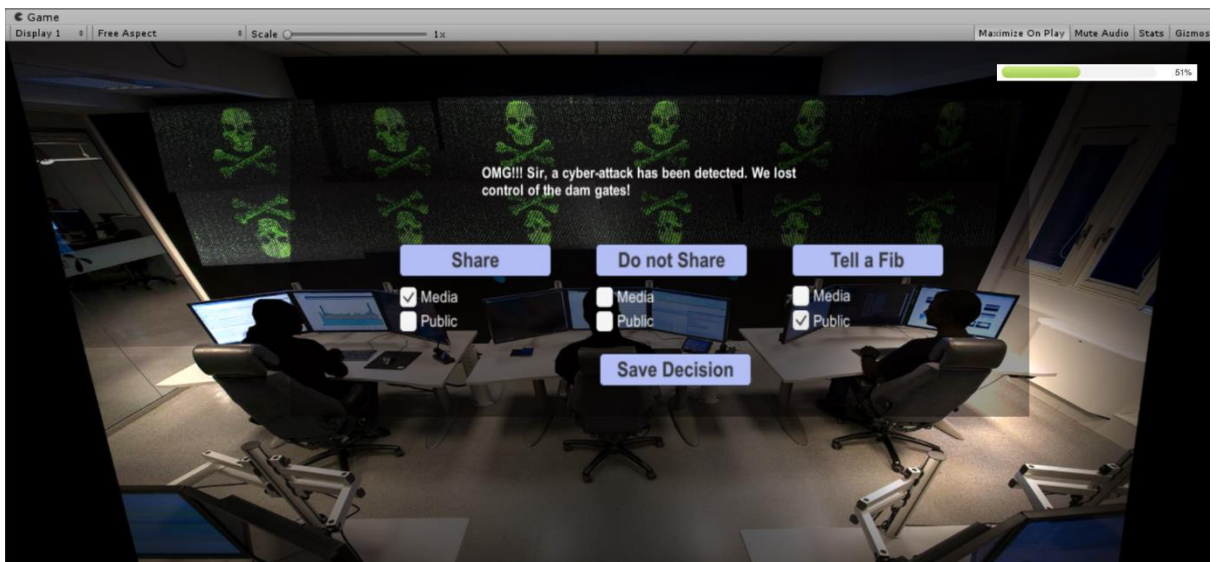 Game
Display 1 Free Aspect Scale 1x Maximize On Play Mute Audio Stats Gizmos
51%
OMG!!! Sir, a cyber-attack has been detected. We lost
control of the dam gates!
Share Do not Share Tell a Fib
Media Media Media
Public Public Public
Save Decision